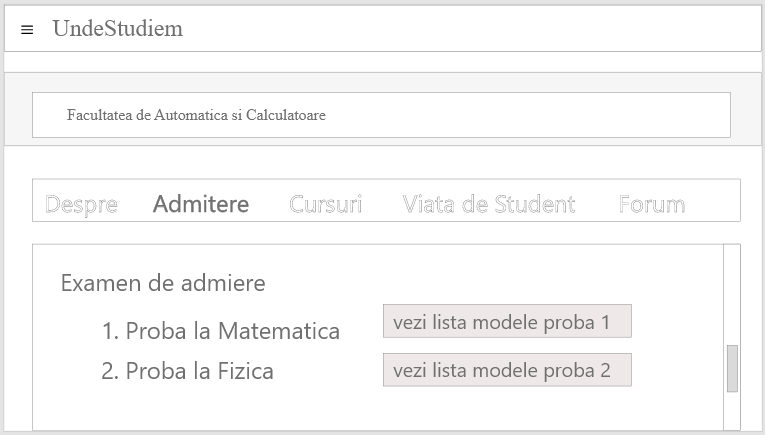 UndeStudiem
Facultatea de Automatica si Calculatoare
Despre Admitere Cursuri Viata de Student Forum
Examen de admiere
1. Proba la Matematica vezi lista modele proba 1
2. Proba la Fizica vezi lista modele proba 2